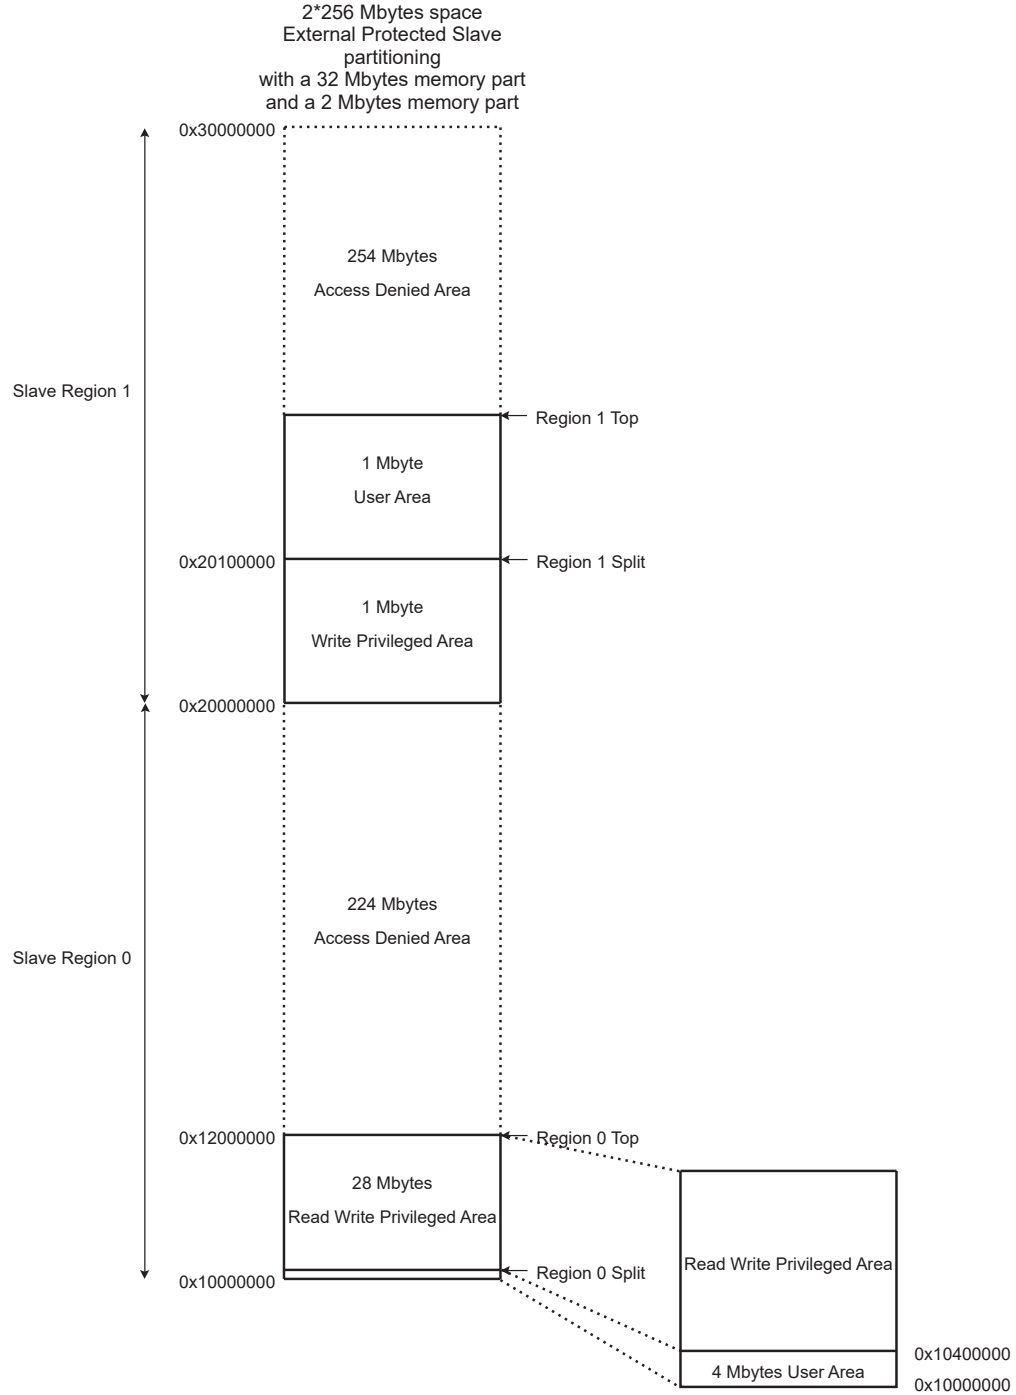 2*256 Mbytes space
External Protected Slave
partitioning
with a 32 Mbytes memory part
and a 2 Mbytes memory part
0x30000000
254 Mbytes
Access Denied Area
Slave Region 1
Region 1 Top
1 Mbyte
User Area
0x20100000
Region 1 Split
1 Mbyte
Write Privileged Area
0x20000000
224 Mbytes
Access Denied Area
Slave Region 0
0x12000000
Region 0 Top
28 Mbytes
Read Write Privileged Area
Read Write Privileged Area
Region 0 Split
0x10000000
0x10400000
4 Mbytes User Area
0x10000000